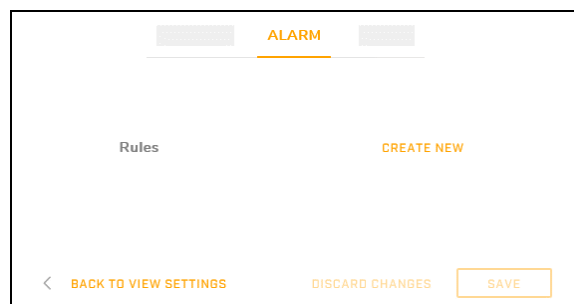 ALARM
Rules
CREATE NEW
BACK TO VIEW SETTINGS
DISCARD CHANGES
SAVE